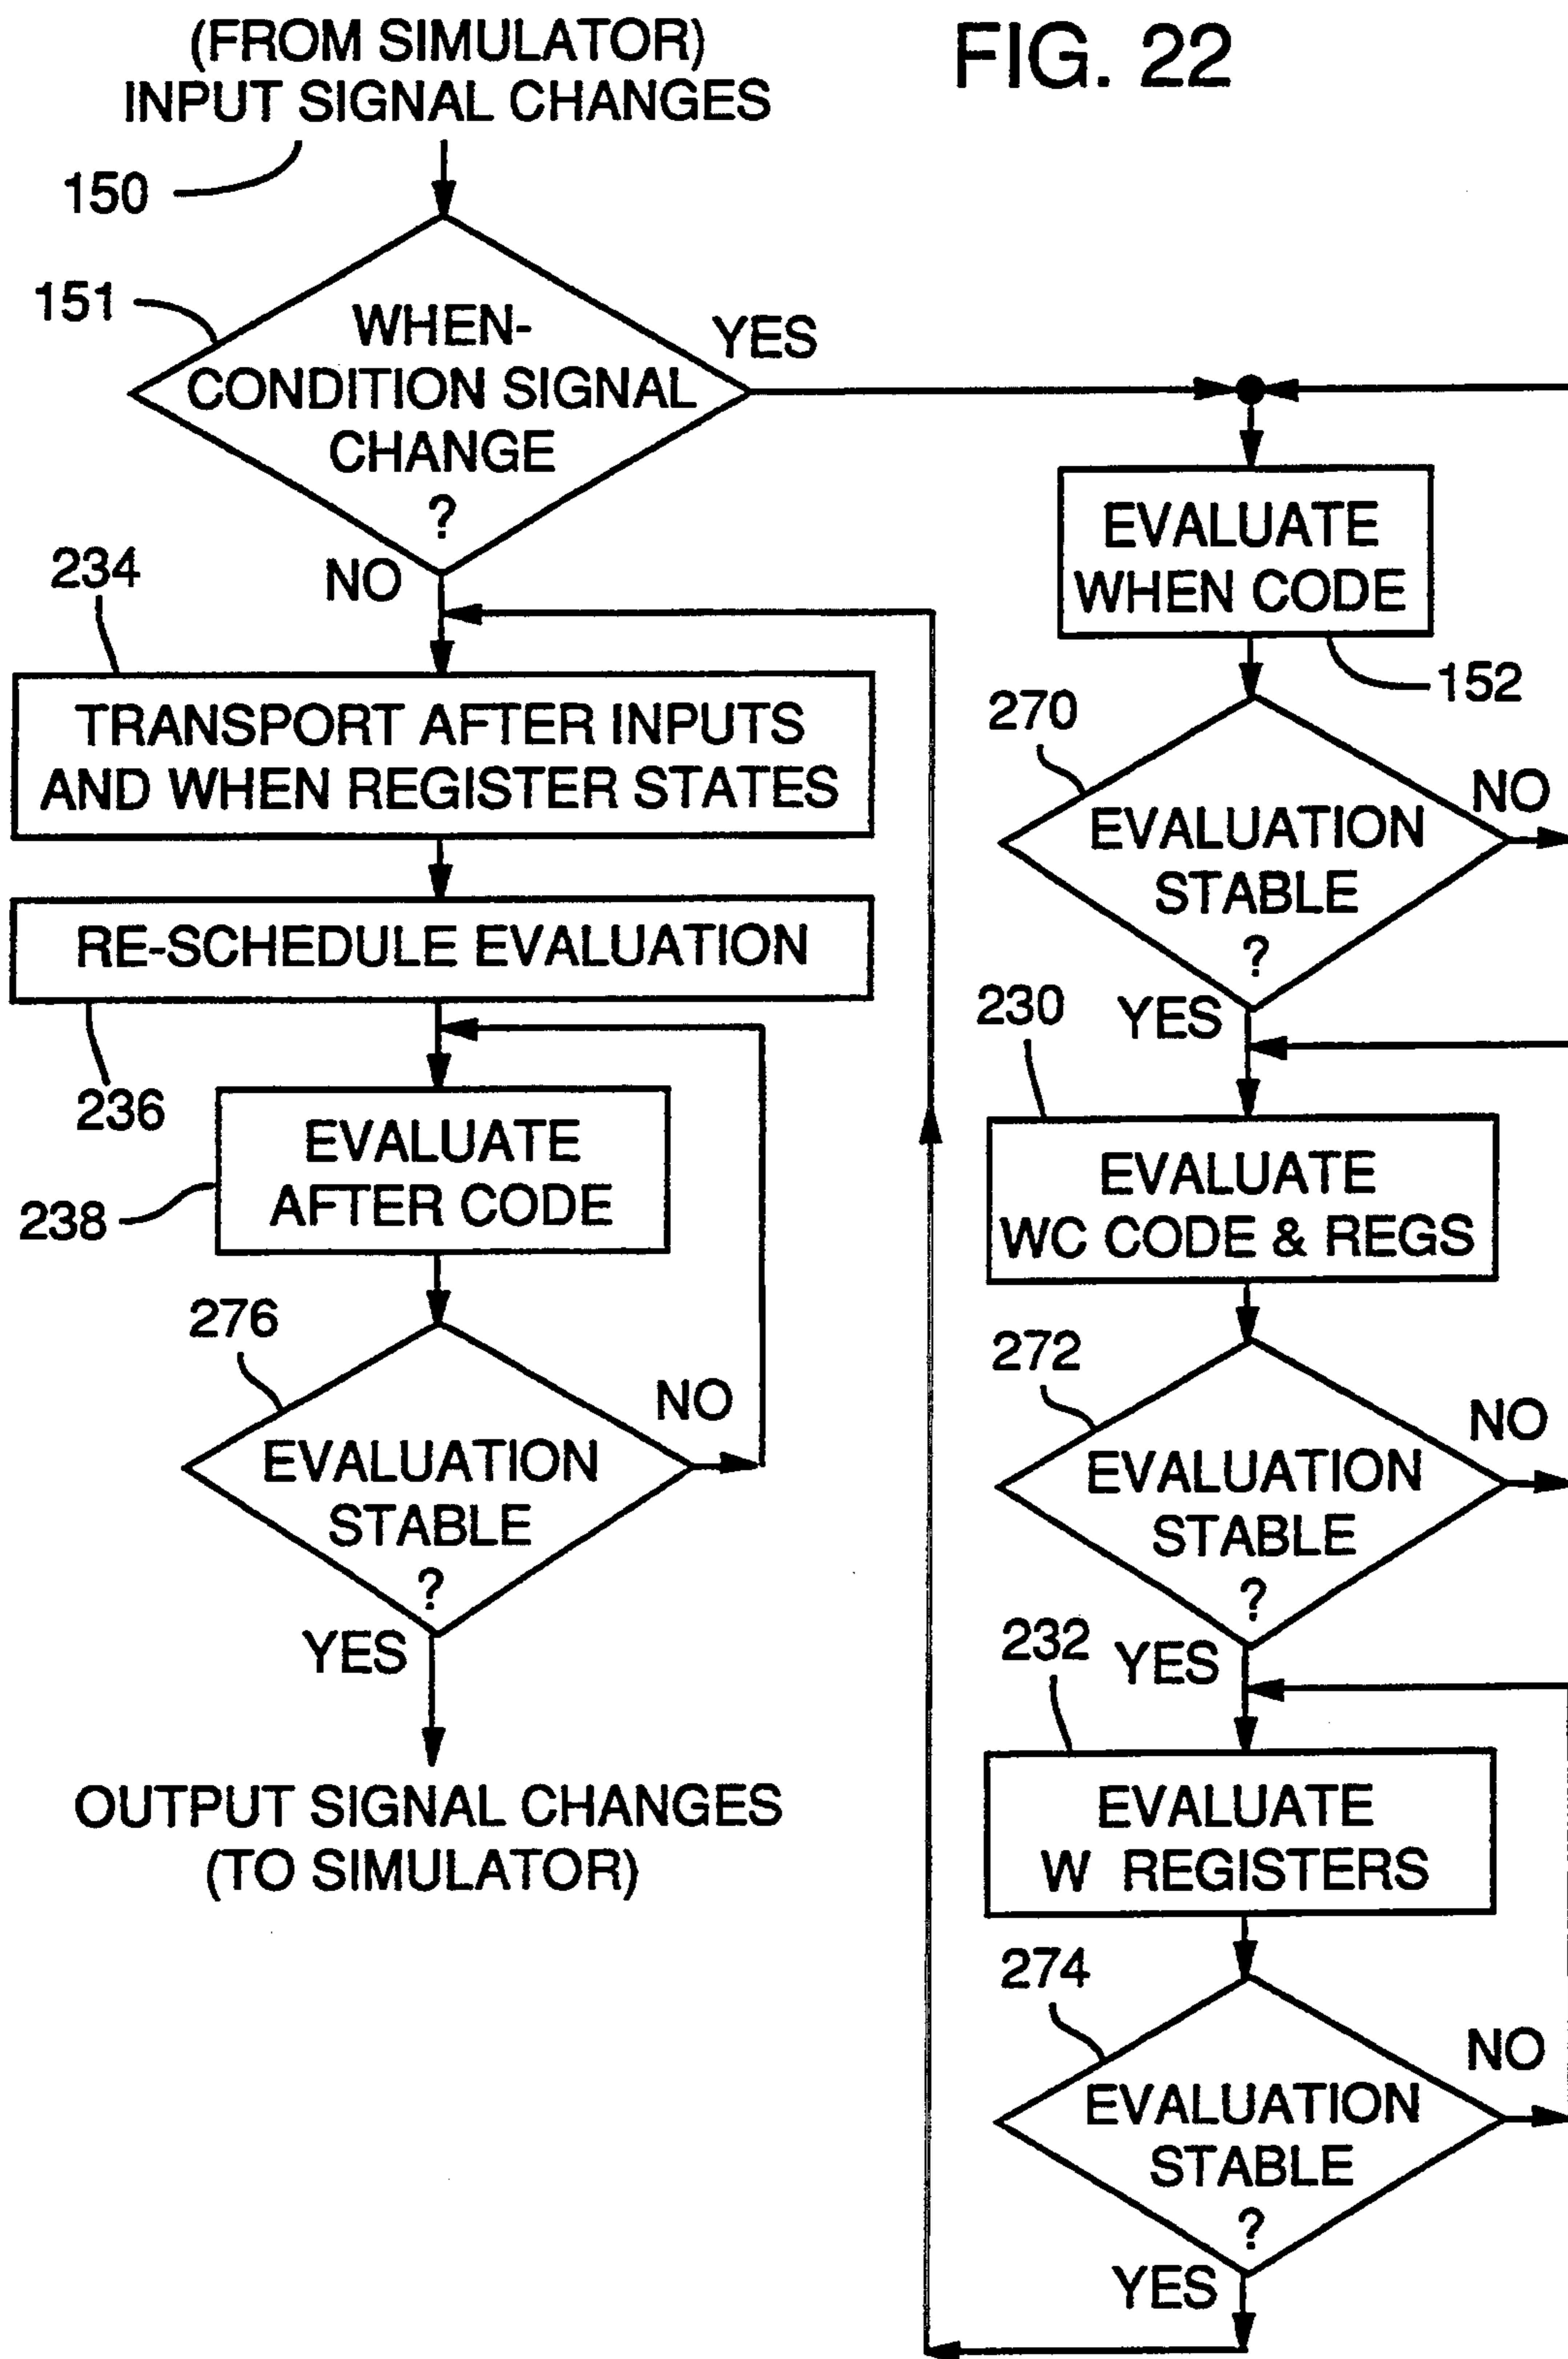 FIG. 22
(FROM SIMULATOR)
INPUT SIGNAL CHANGES
150
151
WHEN-
CONDITION SIGNAL
CHANGE
?
YES
NO
234
TRANSPORT AFTER INPUTS
AND WHEN REGISTER STATES
RE-SCHEDULE EVALUATION
236
EVALUATE
AFTER CODE
238
276
EVALUATION
STABLE
?
NO
YES
OUTPUT SIGNAL CHANGES
(TO SIMULATOR)
EVALUATE
WHEN CODE
152
270
EVALUATION
STABLE
?
NO
YES
230
EVALUATE
WC CODE & REGS
272
EVALUATION
STABLE
?
NO
YES
232
EVALUATE
W REGISTERS
274
EVALUATION
STABLE
?
NO
YES